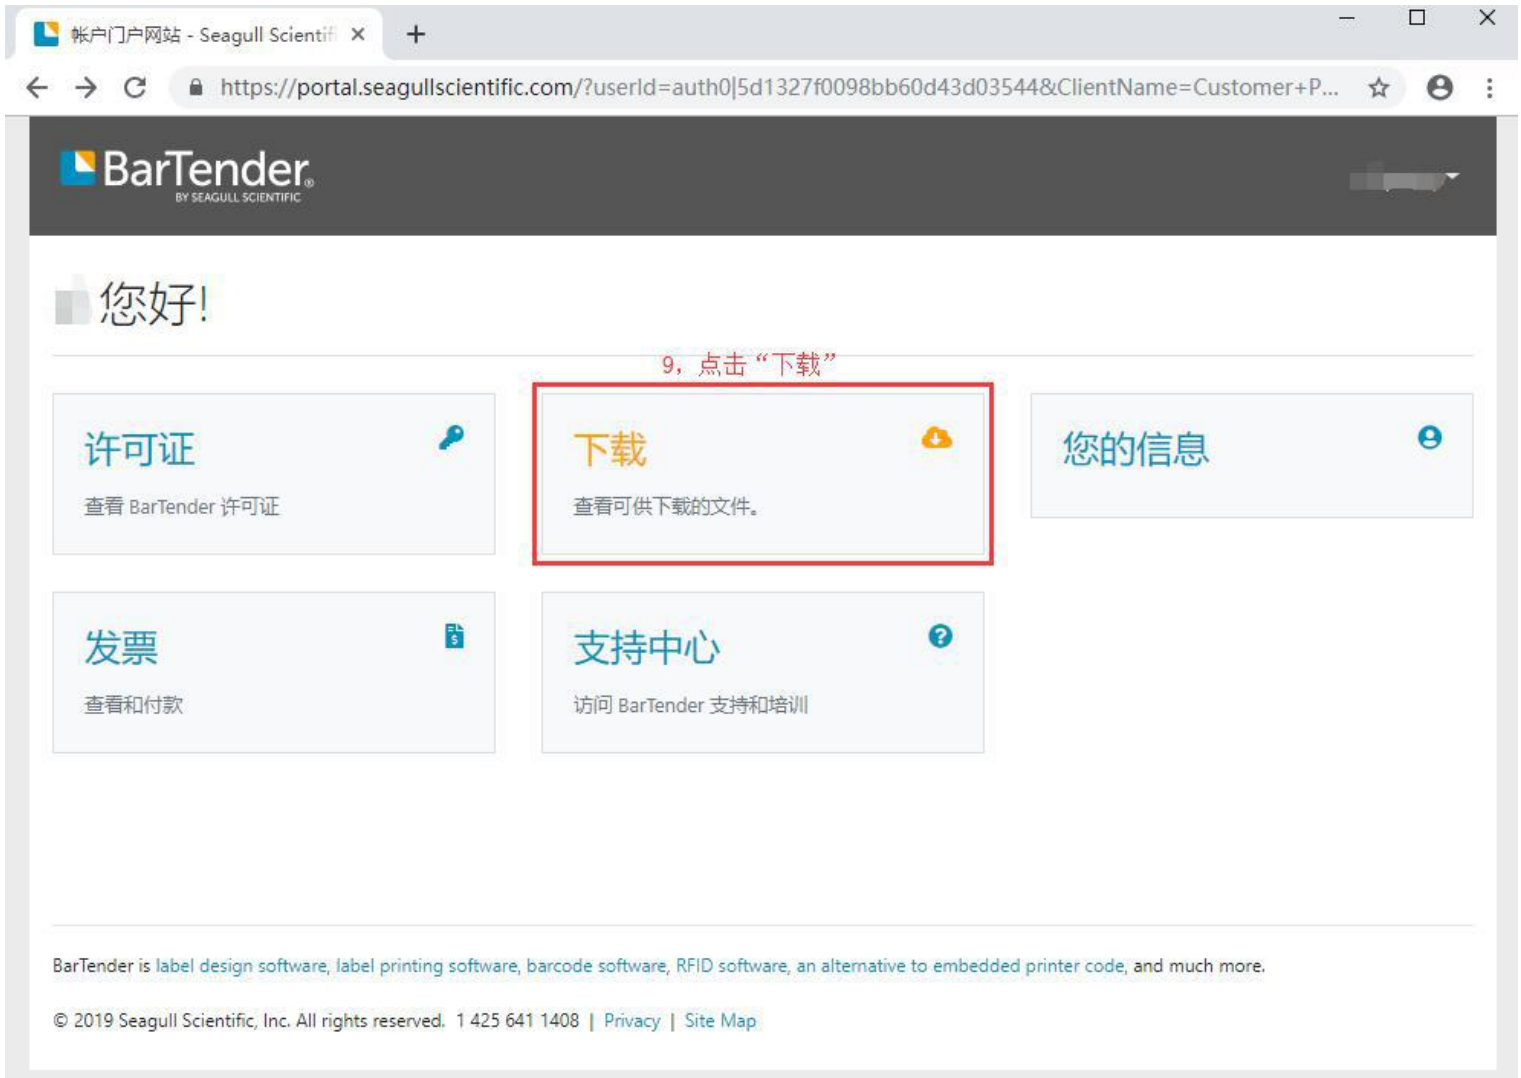 帐户门户网站 - Seagull Scientifi
https://portal.seagullscientific.com/?userId=auth0|5d1327f0098bb60d43d03544&ClientName=Customer+P...
BarTender®
BY SEAGULL SCIENTIFIC
您好!
9, 点击“下载”
许可证
查看 BarTender 许可证
下载
查看可供下载的文件。
您的信息
发票
查看和付款
支持中心
访问 BarTender 支持和培训
BarTender is label design software, label printing software, barcode software, RFID software, an alternative to embedded printer code, and much more.
© 2019 Seagull Scientific, Inc. All rights reserved. 1 425 641 1408 | Privacy | Site Map